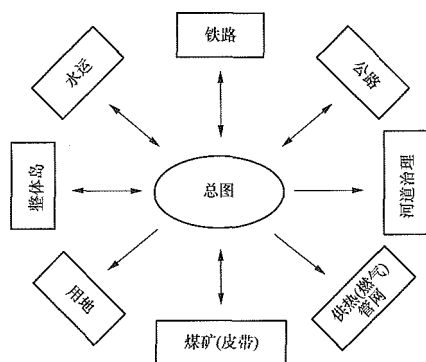 铁路
水运
公路
整体岛
总图
河道治理
用地
供热(燃气)
管网
煤矿(皮带)